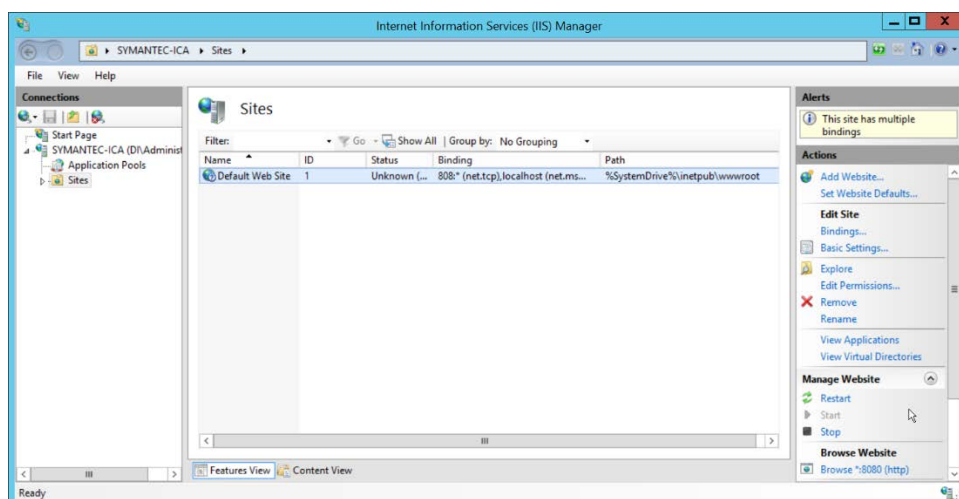 Internet Information Services (IIS) Manager
SYMANTEC-ICA Sites
File View Help
Connections
Start Page
SYMANTEC-ICA (DI\Administ
Application Pools
Sites
Sites
Filter: Go Show All Group by: No Grouping
Name ID Status Binding Path
Default Web Site 1 Unknown (... 808:* (net.tcp),localhost (net.ms... %SystemDrive%\inetpub\wwwroot
Features View Content View
Ready
Alerts
This site has multiple
bindings
Actions
Add Website...
Set Website Defaults...
Edit Site
Bindings...
Basic Settings...
Explore
Edit Permissions...
Remove
Rename
View Applications
View Virtual Directories
Manage Website
Restart
Start
Stop
Browse Website
Browse *:8080 (http)